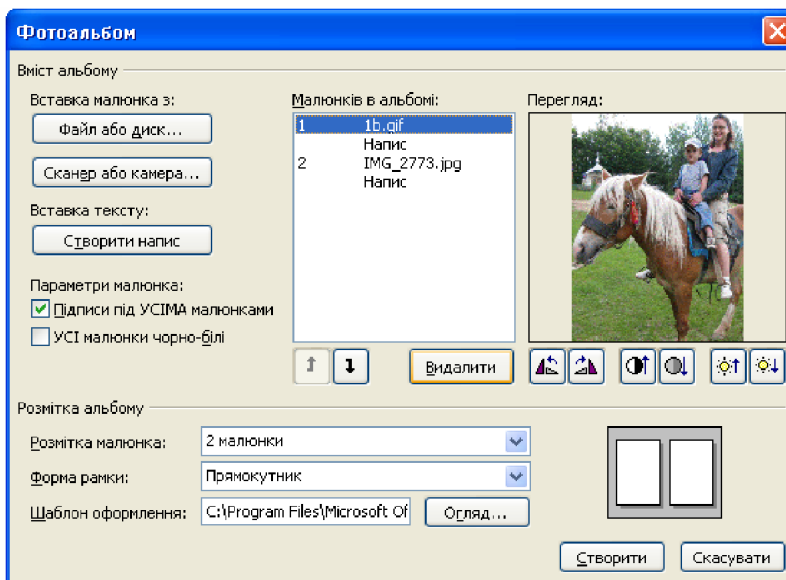 Фотоальбом
Вміст альбому
Вставка малюнка з:
Файл або диск...
Сканер або камера...
Вставка тексту:
Створити напис
Параметри малюнка:
Підписи під УСІМА малюнками
УСІ малюнки чорно-білі
Малюнків в альбомі:
1 1b.gif
Напис
2 IMG_2773.jpg
Напис
Видалити
Перегляд:
Розмітка альбому
Розмітка малюнка: 2 малюнки
Форма рамки: Прямокутник
Шаблон оформлення: C:\Program Files\Microsoft Of Огляд...
Створити Скасувати